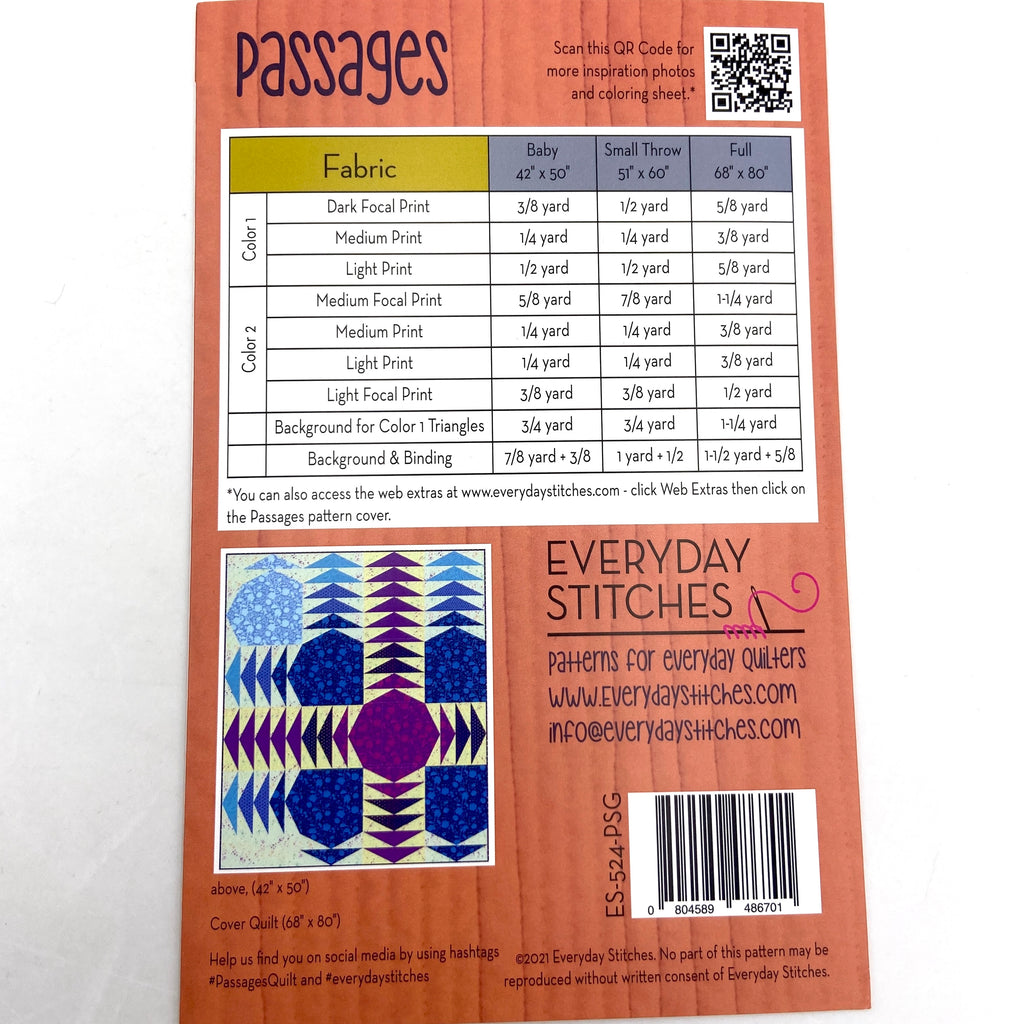 Passages
Scan this QR Code for
more inspiration photos
and coloring sheet.*
Fabric
Baby
42" x 50"
Small Throw
51" x 60"
Full
68" x 80"
Color 1
Dark Focal Print 3/8 yard 1/2 yard 5/8 yard
Medium Print 1/4 yard 1/4 yard 3/8 yard
Light Print 1/2 yard 1/2 yard 5/8 yard
Color 2
Medium Focal Print 5/8 yard 7/8 yard 1-1/4 yard
Medium Print 1/4 yard 1/4 yard 3/8 yard
Light Print 1/4 yard 1/4 yard 3/8 yard
Light Focal Print 3/8 yard 3/8 yard 1/2 yard
Background for Color 1 Triangles 3/4 yard 3/4 yard 1-1/4 yard
Background & Binding 7/8 yard + 3/8 1 yard + 1/2 1-1/2 yard + 5/8
*You can also access the web extras at www.everydaystitches.com - click Web Extras then click on
the Passages pattern cover.
EVERYDAY
STITCHES
Patterns for Everyday Quilters
www.EverydayStitches.com
info@everydaystitches.com
ES-524-PSG
0 804589 486701
above, (42" x 50")
Cover Quilt (68" x 80")
Help us find you on social media by using hashtags
#PassagesQuilt and #everydaystitches
©2021 Everyday Stitches. No part of this pattern may be
reproduced without written consent of Everyday Stitches.